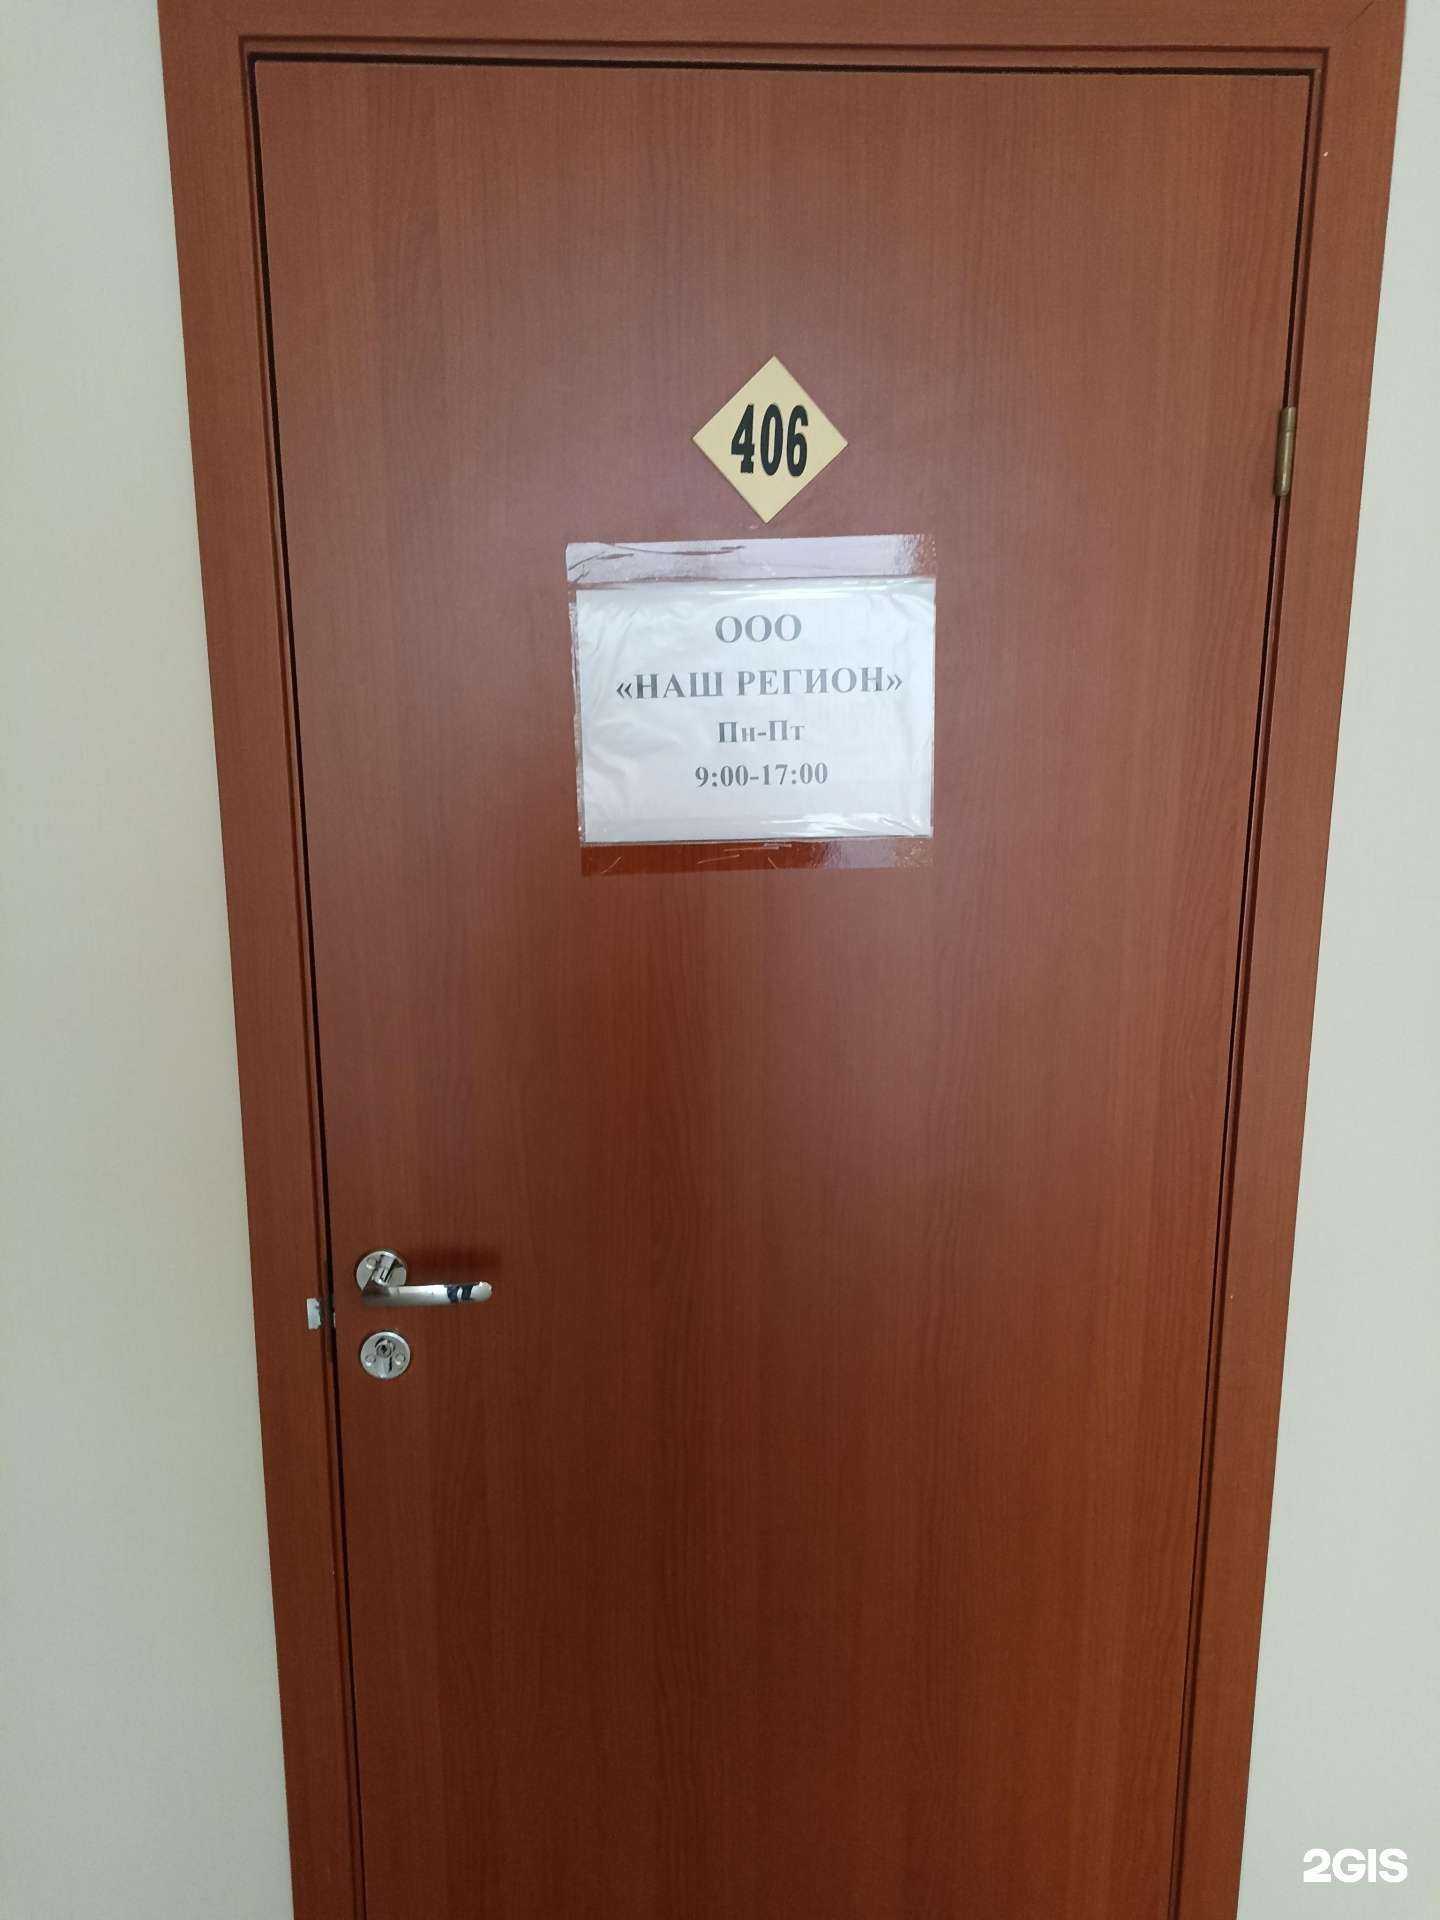 406
ООО
«НАШ РЕГИОН»
Пн-Пт
9:00-17:00
2GIS